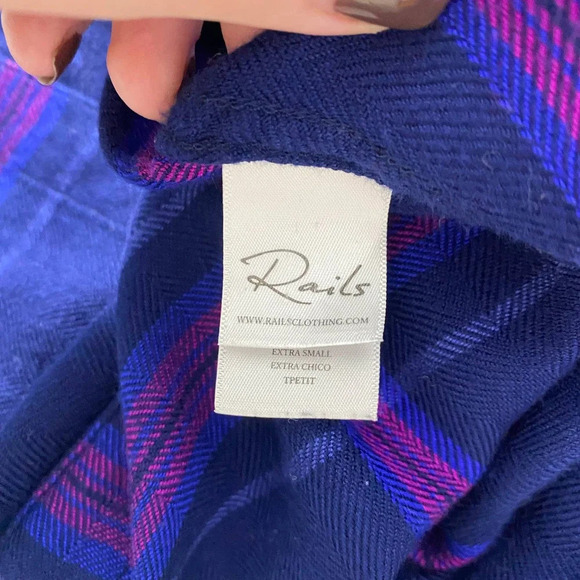 Rails
WWW.RAILSCLOTHING.COM
EXTRA SMALL
EXTRA CHICO
TPETIT